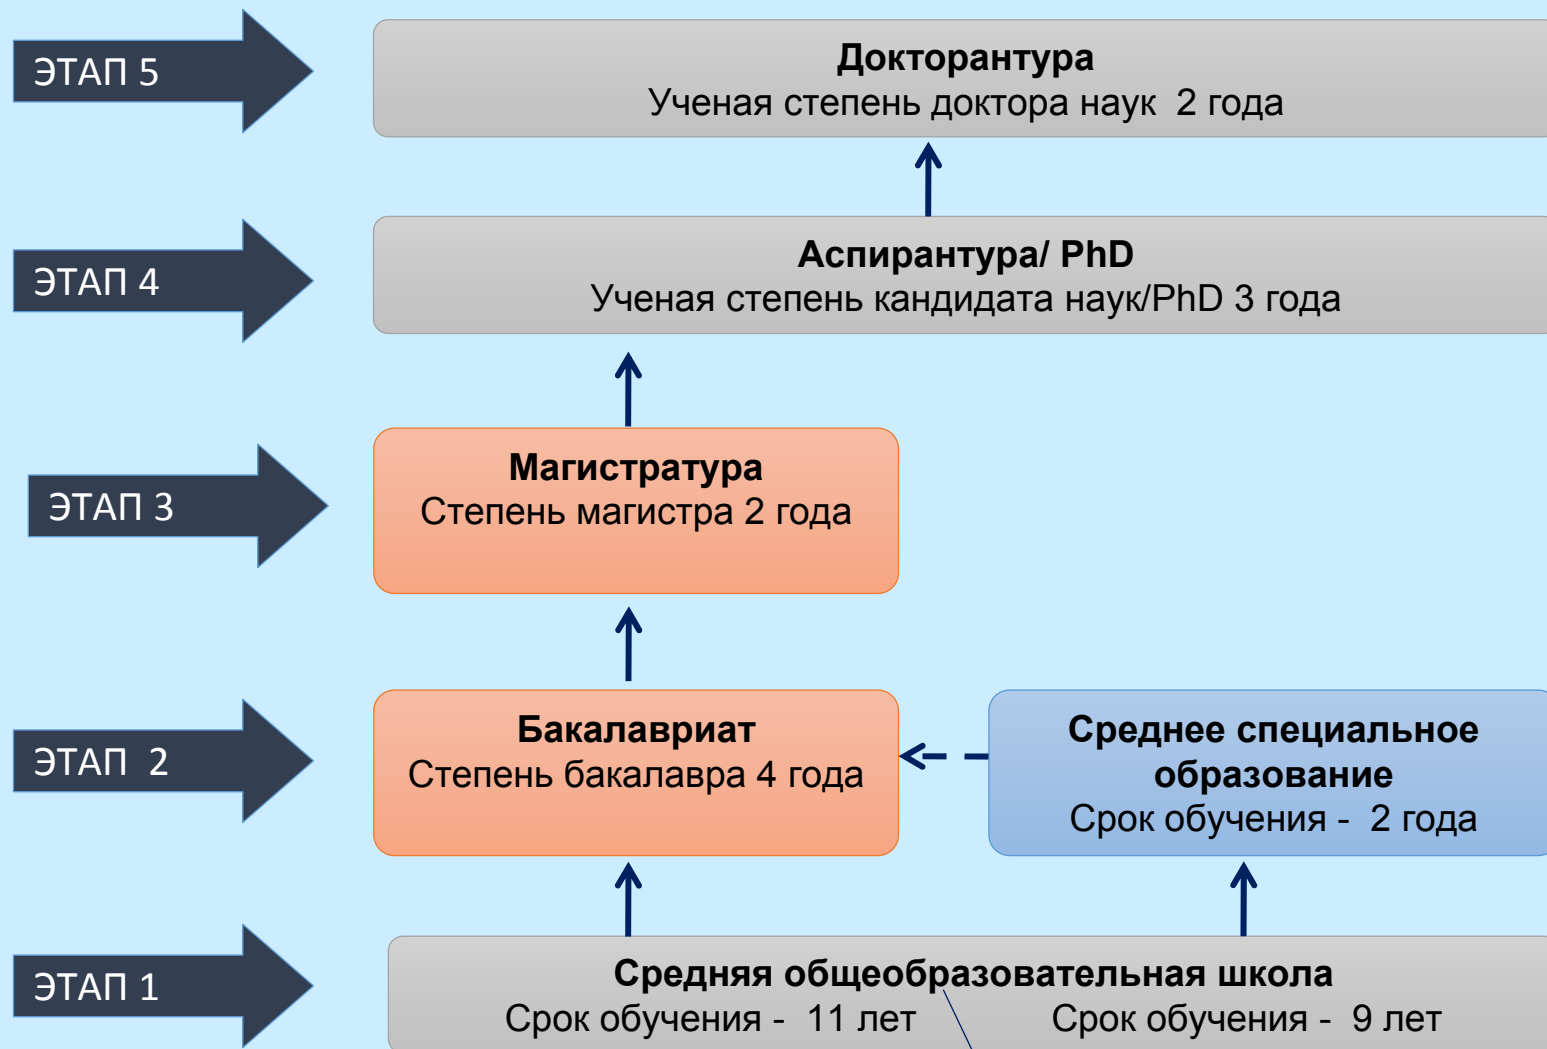 ЭТАП 5
Докторантура
Ученая степень доктора наук 2 года
ЭТАП 4
Аспирантура/ PhD
Ученая степень кандидата наук/PhD 3 года
ЭТАП 3
Магистратура
Степень магистра 2 года
ЭТАП 2
Бакалавриат
Степень бакалавра 4 года
Среднее специальное
образование
Срок обучения - 2 года
ЭТАП 1
Средняя общеобразовательная школа
Срок обучения - 11 лет
Срок обучения - 9 лет